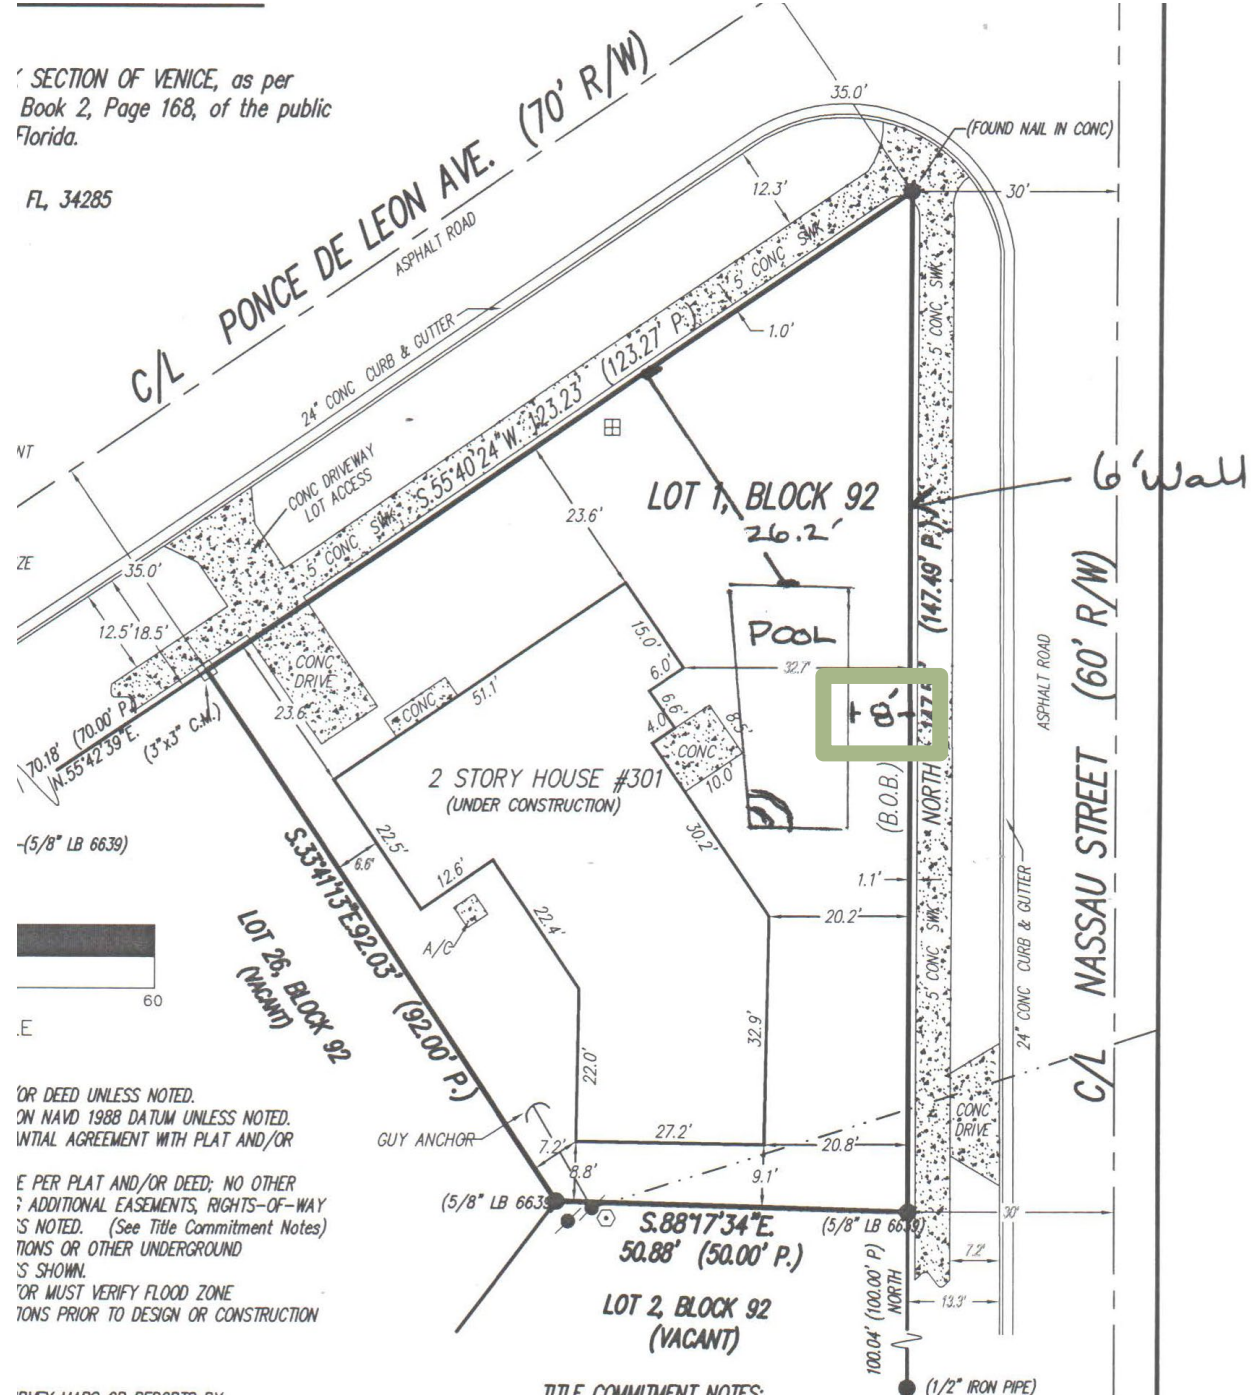 ' SECTION OF VENICE, as per
Book 2, Page 168, of the public
Florida.
FL, 34285
C/L PONCE DE LEON AVE. (70' R/W)
ASPHALT ROAD
35.0'
(FOUND NAIL IN CONC)
12.3'
30'
5' CONC SWK
5' CONC SWK
1.0'
24" CONC CURB & GUTTER
S.55°40'24"W. 123.23' (123.27' P.)
NT
CONC DRIVEWAY
LOT ACCESS
5' CONC SWK
23.6'
LOT 1, BLOCK 92
26.2'
6' Wall
(147.49' P.)
ZE
35.0'
12.5'
18.5'
CONC
DRIVE
23.6'
CONC
51.1'
15.0'
6.0'
6.6'
4.0'
8.5'
CONC
10.0'
32.7'
POOL
8'
NORTH
(B.O.B.)
70.18' (70.00' P.)
N.55°42'39"E.
(3"x3" C.M.)
2 STORY HOUSE #301
(UNDER CONSTRUCTION)
30.2'
ASPHALT ROAD
C/L NASSAU STREET (60' R/W)
(5/8" LB 6639)
22.5'
6.6'
12.6'
22.4'
A/C
1.1'
20.2'
5' CONC SWK
24" CONC CURB & GUTTER
S.33°41'13"E. 92.03' (92.00' P.)
LOT 26, BLOCK 92
(VACANT)
60
LE
32.9'
22.0'
OR DEED UNLESS NOTED.
ON NAVD 1988 DATUM UNLESS NOTED.
ANTIAL AGREEMENT WITH PLAT AND/OR
GUY ANCHOR
7.2'
27.2'
20.8'
CONC
DRIVE
8.8'
9.1'
E PER PLAT AND/OR DEED; NO OTHER
ADDITIONAL EASEMENTS, RIGHTS-OF-WAY
S NOTED. (See Title Commitment Notes)
TIONS OR OTHER UNDERGROUND
S SHOWN.
TOR MUST VERIFY FLOOD ZONE
TIONS PRIOR TO DESIGN OR CONSTRUCTION
(5/8" LB 6639)
S.88°17'34"E.
50.88' (50.00' P.)
(5/8" LB 6639)
30'
7.2'
13.3'
LOT 2, BLOCK 92
(VACANT)
100.04' (100.00' P)
NORTH
(1/2" IRON PIPE)
TITLE COMMITMENT NOTES: